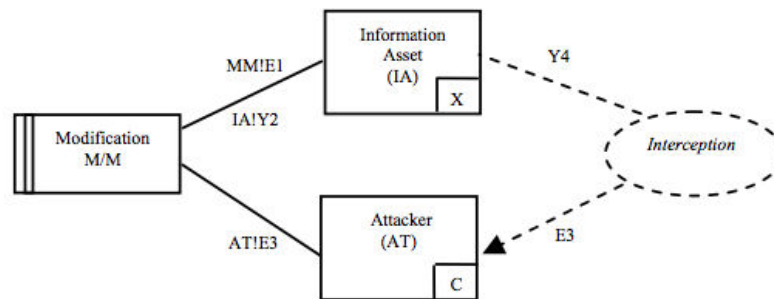 Information
Asset
(IA)
X
MM!E1
IA!Y2
Y4
Modification
M/M
Interception
Attacker
(AT)
C
AT!E3
E3